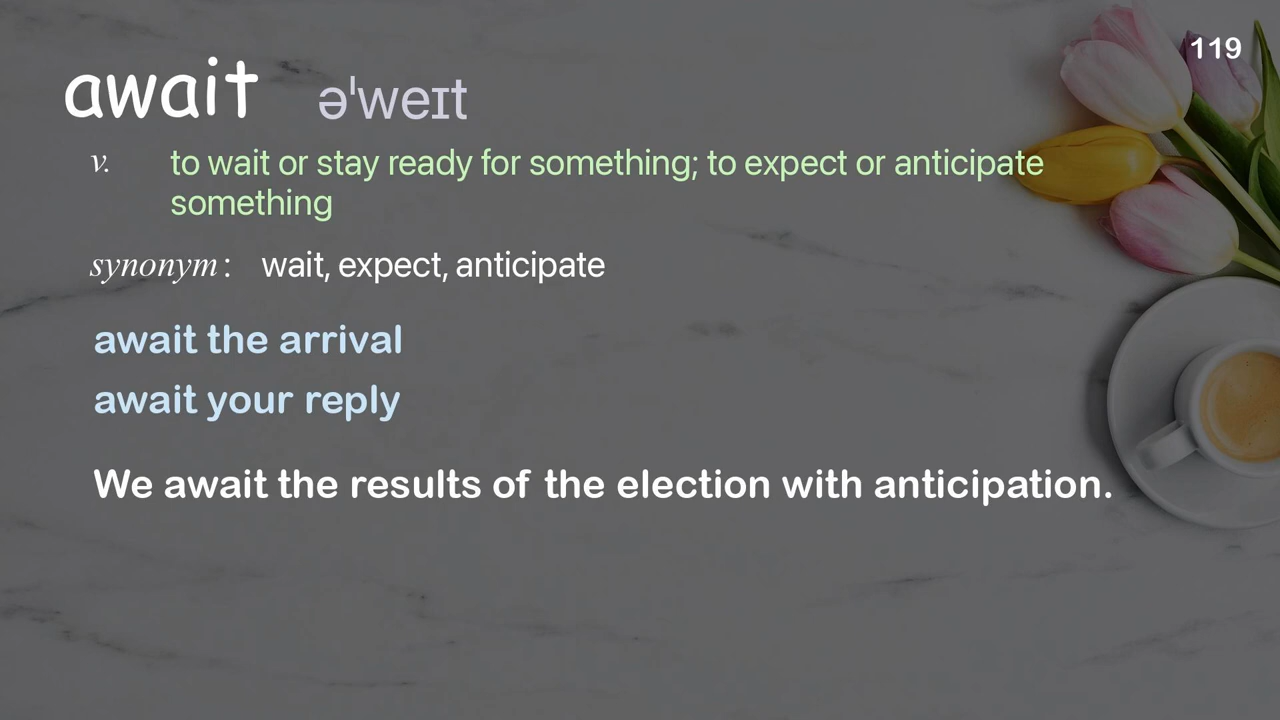 119
await əˈweɪt
v. to wait or stay ready for something; to expect or anticipate
something
synonym : wait, expect, anticipate
await the arrival
await your reply
We await the results of the election with anticipation.